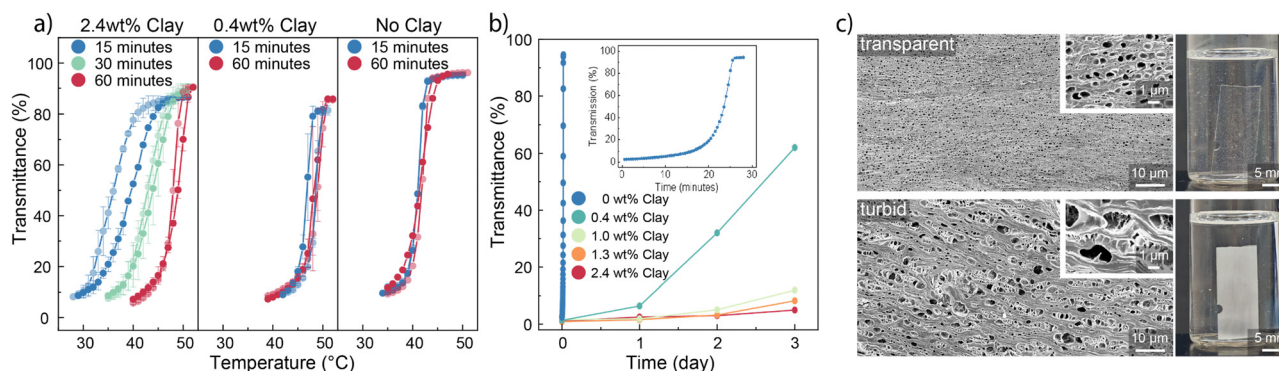 a)
2.4wt% Clay
15 minutes
30 minutes
60 minutes
0.4wt% Clay
15 minutes
60 minutes
No Clay
15 minutes
60 minutes
Transmittance (%)
100
80
60
40
20
0
30 40 50
30 40 50
30 40 50
Temperature (°C)
b)
Transmittance (%)
100
80
60
40
20
0
0 1 2 3
Time (day)
Transmission (%)
100
80
60
40
20
0
0 10 20 30
Time (minutes)
0 wt% Clay
0.4 wt% Clay
1.0 wt% Clay
1.3 wt% Clay
2.4 wt% Clay
c)
transparent
1 µm
10 µm
5 mm
turbid
1 µm
10 µm
5 mm